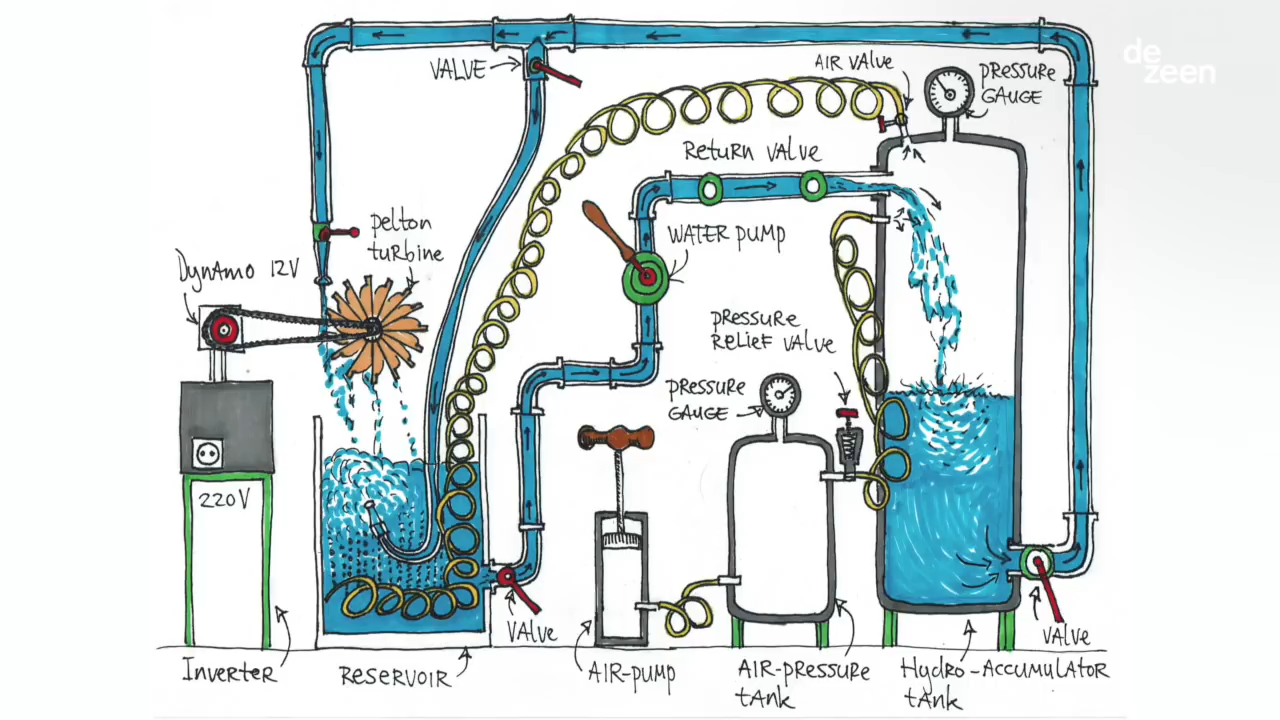 de
zeen
VALVE
AIR VALVE
PRESSURE
GAUGE
RETURN VALVE
PELTON
TURBINE
WATER PUMP
DYNAMO 12V
PRESSURE
RELIEF VALVE
PRESSURE
GAUGE
220V
VALVE
VALVE
INVERTER
RESERVOIR
AIR-PUMP
AIR-PRESSURE
TANK
HYDRO-ACCUMULATOR
TANK